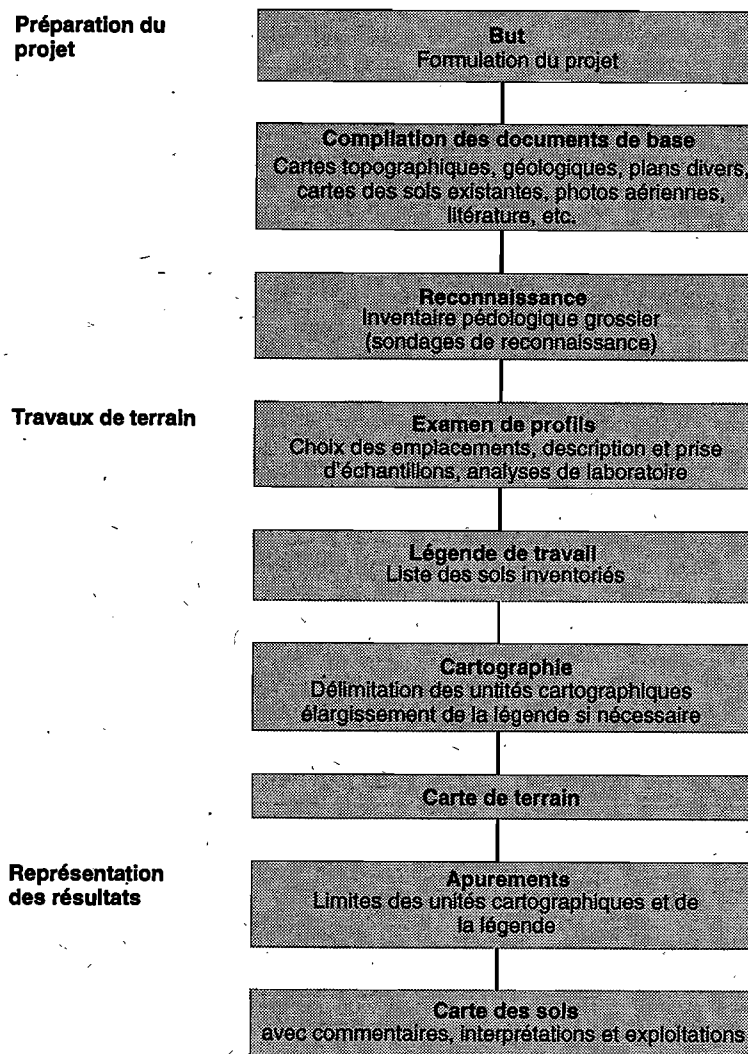 Préparation du
projet
But
Formulation du projet
Compilation des documents de base
Cartes topographiques, géologiques, plans divers,
cartes des sols existantes, photos aériennes,
litérature, etc.
Reconnaissance
Inventaire pédologique grossier
(sondages de reconnaissance)
Travaux de terrain
Examen de profils
Choix des emplacements, description et prise
d'échantillons, analyses de laboratoire
Légende de travail
Liste des sols inventoriés
Cartographie
Délimitation des untités cartographiques
élargissement de la légende si nécessaire
Carte de terrain
Représentation
des résultats
Apurements
Limites des unités cartographiques et de
la légende
Carte des sols
avec commentaires, interprétations et exploitations